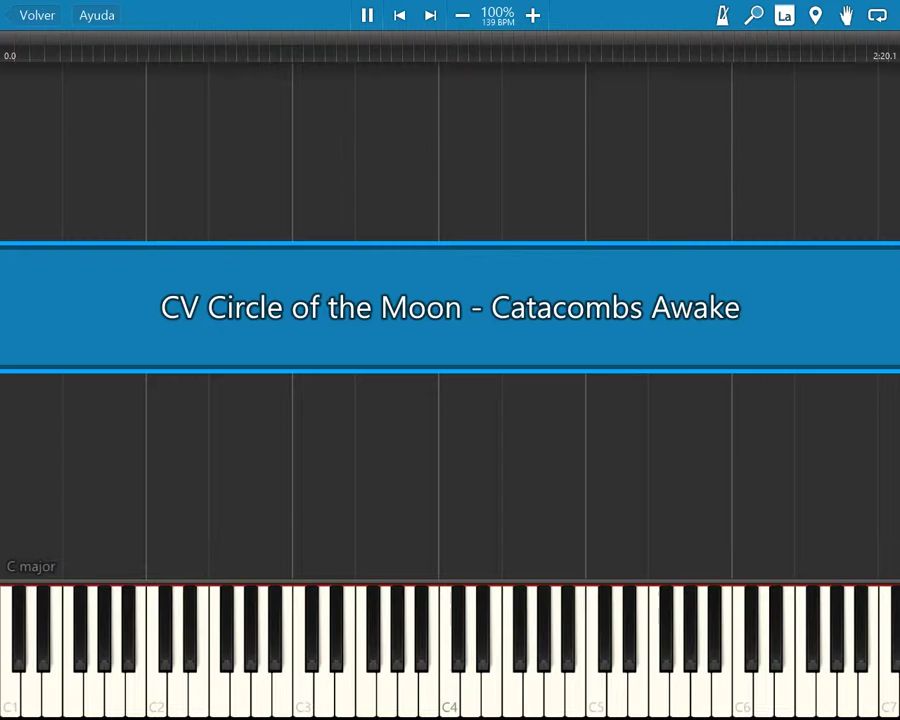 Volver Ayuda 100% La
139 BPM
0.0 2:20.1
CV Circle of the Moon - Catacombs Awake
C major
C1 C2 C3 C4 C5 C6 C7